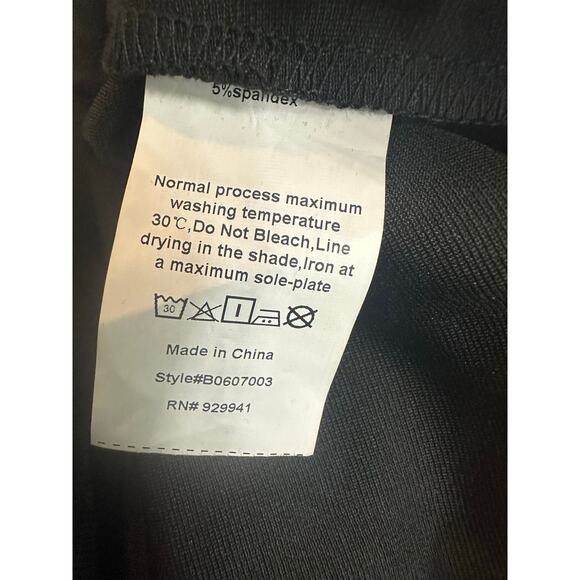 5%spandex
Normal process maximum
washing temperature
30℃,Do Not Bleach,Line
drying in the shade,Iron at
a maximum sole-plate
30
Made in China
Style#B0607003
RN# 929941